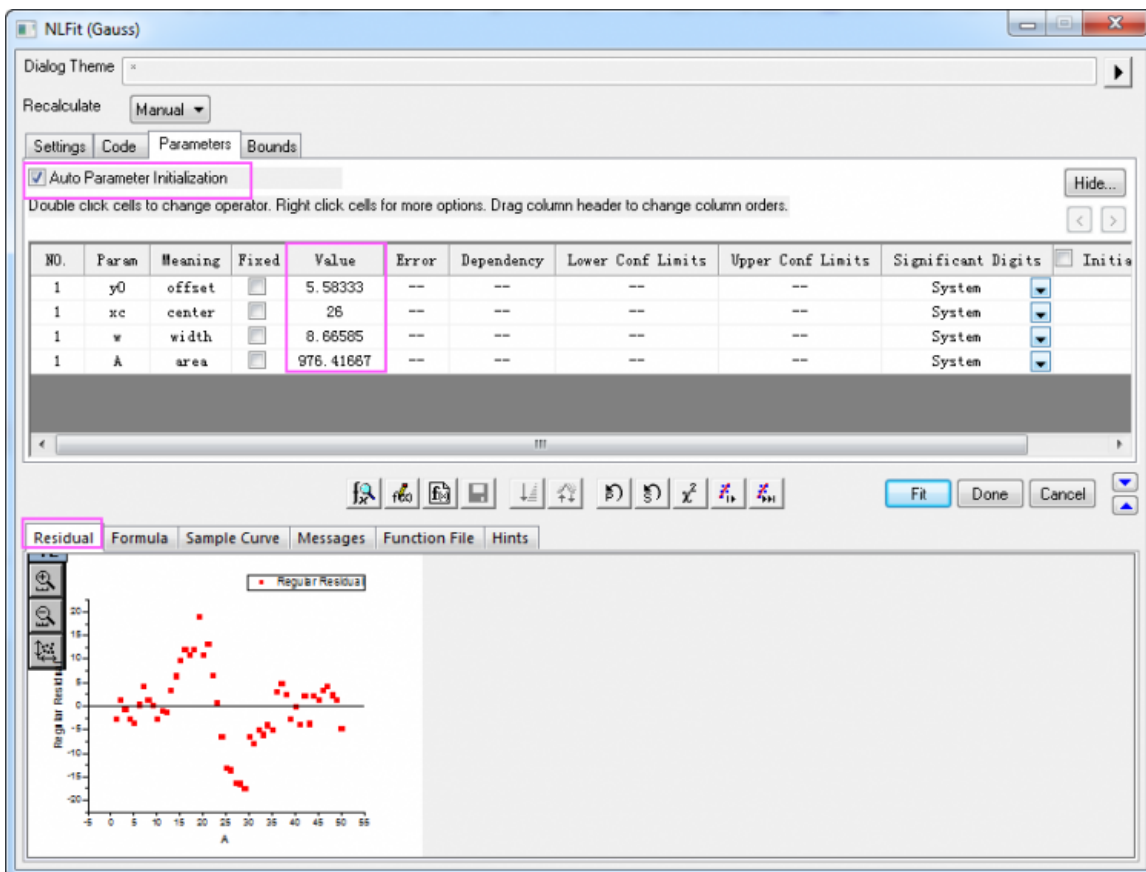 NLFit (Gauss)
Dialog Theme *
Recalculate Manual
Settings Code Parameters Bounds
Auto Parameter Initialization
Hide...
Double click cells to change operator. Right click cells for more options. Drag column header to change column orders.
NO. Param Meaning Fixed Value Error Dependency Lower Conf Limits Upper Conf Limits Significant Digits Initia
1 y0 offset 5.58333 -- -- -- -- System
1 xc center 26 -- -- -- -- System
1 w width 8.66585 -- -- -- -- System
1 A area 976.41667 -- -- -- -- System
Fit Done Cancel
Residual Formula Sample Curve Messages Function File Hints
Regular Residual
20
15
10
5
0
-5
-10
-15
-20
-5 0 5 10 15 20 25 30 35 40 45 50 55
A